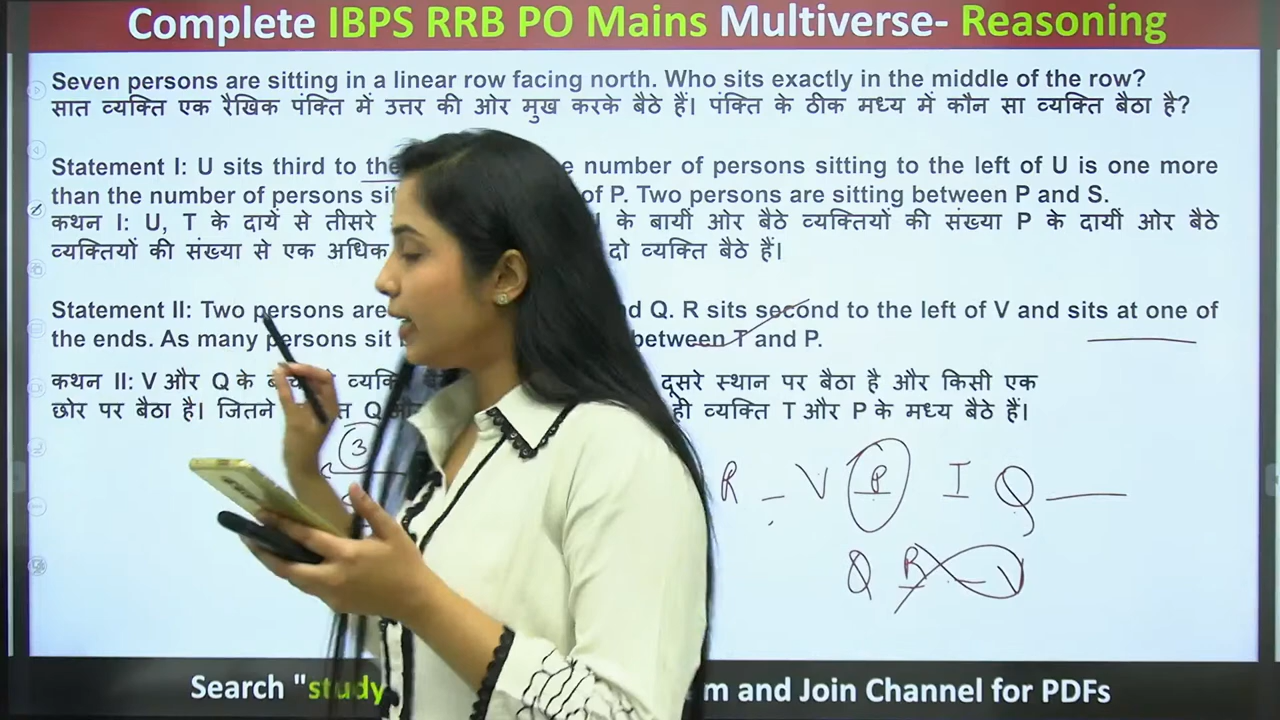 Complete IBPS RRB PO Mains Multiverse- Reasoning
Seven persons are sitting in a linear row facing north. Who sits exactly in the middle of the row?
सात व्यक्ति एक रैखिक पंक्ति में उत्तर की ओर मुख करके बैठे हैं। पंक्ति के ठीक मध्य में कौन सा व्यक्ति बैठा है?
Statement I: U sits third to the number of persons sitting to the left of U is one more
than the number of persons of P. Two persons are sitting between P and S.
कथन I: U, T के दायें से तीसरे के बायीं ओर बैठे व्यक्तियों की संख्या P के दायीं ओर बैठे
व्यक्तियों की संख्या से एक अधिक दो व्यक्ति बैठे हैं।
Statement II: Two persons are Q. R sits second to the left of V and sits at one of
the ends. As many persons sit between T and P.
कथन II: V और Q के दूसरे स्थान पर बैठा है और किसी एक
छोर पर बैठा है। जितने ही व्यक्ति T और P के मध्य बैठे हैं।
3
R _ V P I Q
Q R V
Search "study m and Join Channel for PDFs